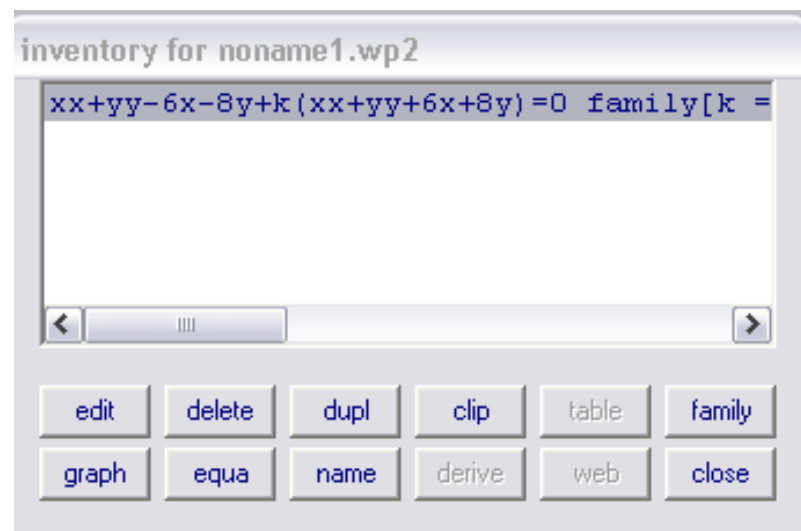 inventory for noname1.wp2
xx+yy-6x-8y+k(xx+yy+6x+8y)=0 family[k =
edit delete dupl clip table family
graph equa name derive web close